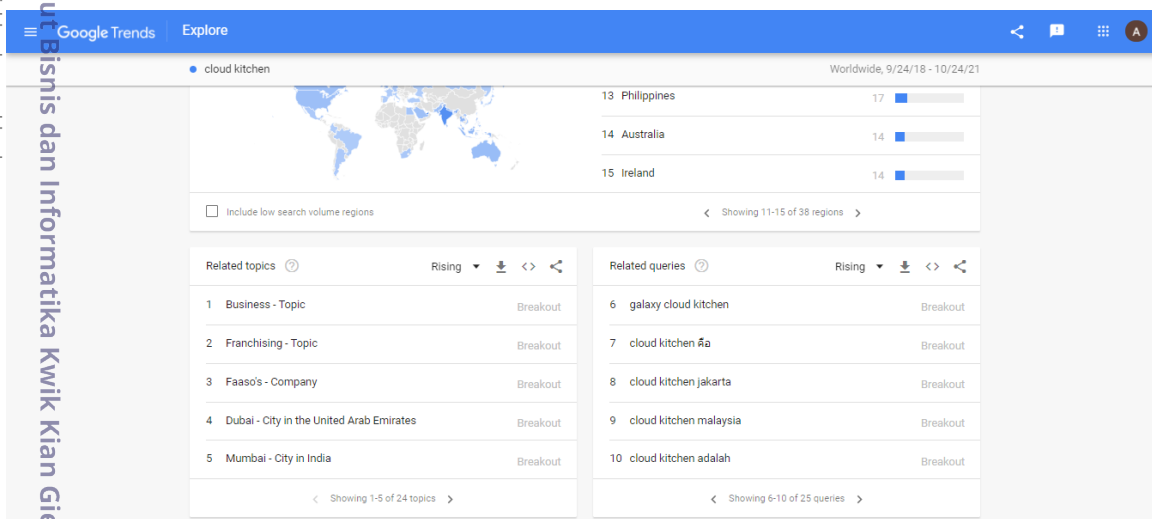 Google Trends Explore
A
cloud kitchen
Worldwide, 9/24/18 - 10/24/21
13 Philippines 17
14 Australia 14
15 Ireland 14
Include low search volume regions
Showing 11-15 of 38 regions
Related topics
Rising
1 Business - Topic Breakout
2 Franchising - Topic Breakout
3 Faaso's - Company Breakout
4 Dubai - City in the United Arab Emirates Breakout
5 Mumbai - City in India Breakout
Showing 1-5 of 24 topics
Related queries
Rising
6 galaxy cloud kitchen Breakout
7 cloud kitchen คือ Breakout
8 cloud kitchen jakarta Breakout
9 cloud kitchen malaysia Breakout
10 cloud kitchen adalah Breakout
Showing 6-10 of 25 queries
ut Bisnis dan Informatika Kwik Kian Gie